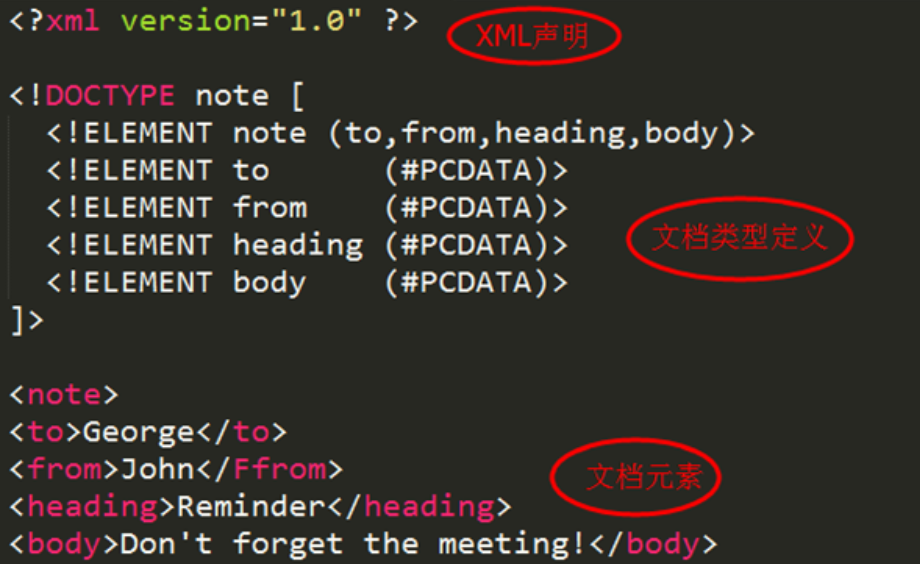 <?xml version="1.0" ?>
XML声明
<!DOCTYPE note [
<!ELEMENT note (to,from,heading,body)>
<!ELEMENT to (#PCDATA)>
<!ELEMENT from (#PCDATA)>
文档类型定义
<!ELEMENT heading (#PCDATA)>
<!ELEMENT body (#PCDATA)>
]>
<note>
<to>George</to>
<from>John</Ffrom>
文档元素
<heading>Reminder</heading>
<body>Don't forget the meeting!</body>